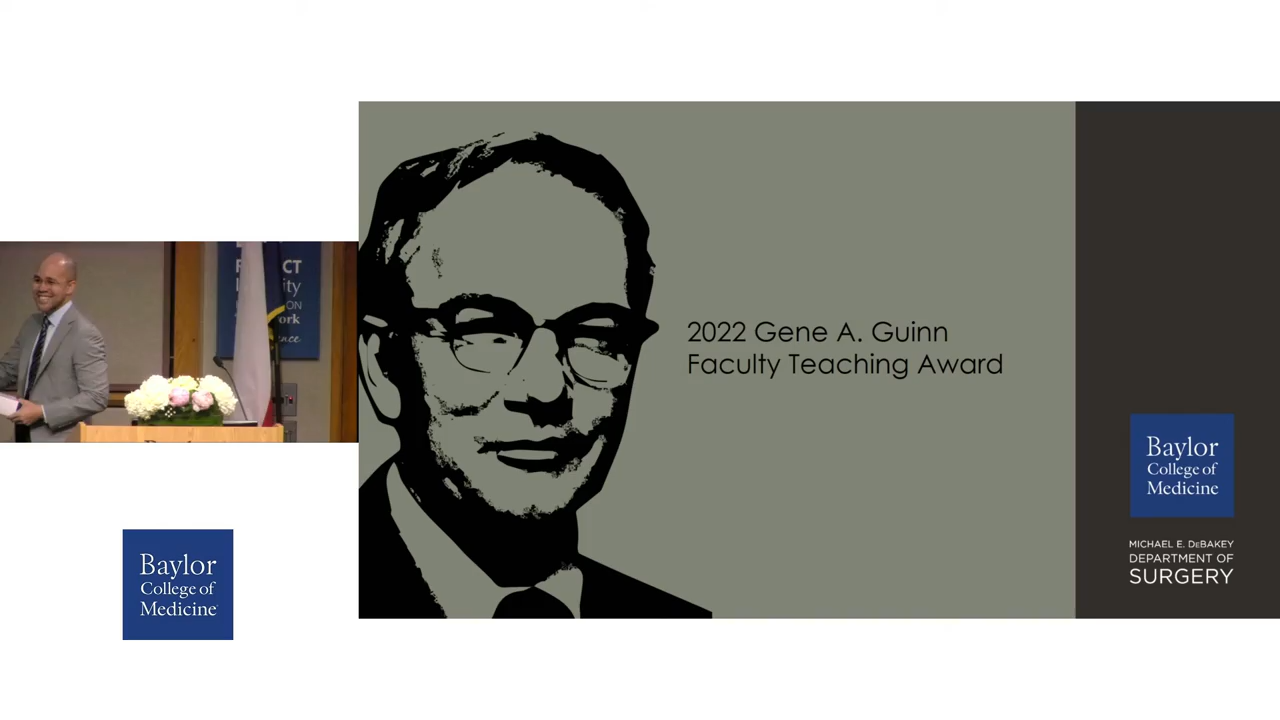 2022 Gene A. Guinn
Faculty Teaching Award
Baylor
College of
Medicine
MICHAEL E. DEBAKEY
DEPARTMENT OF
SURGERY
Baylor
College of
Medicine